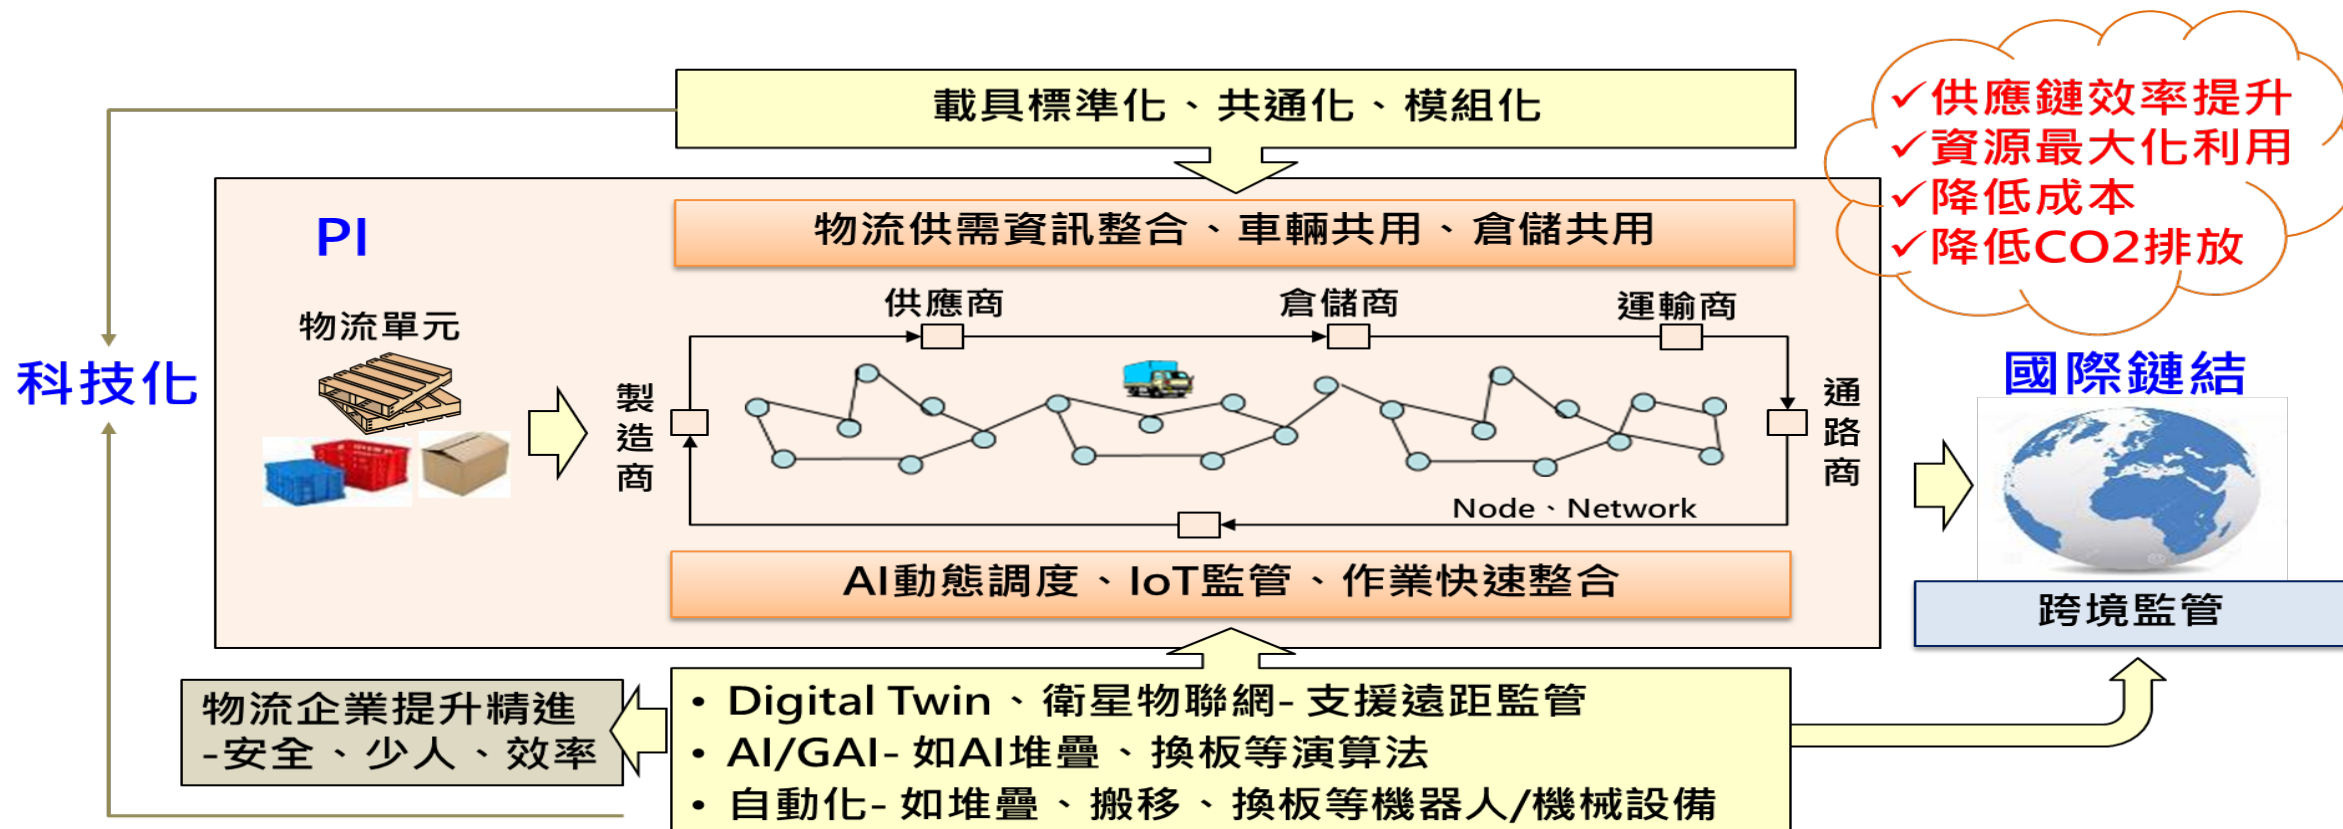 載具標準化、共通化、模組化
✓供應鏈效率提升
✓資源最大化利用
✓降低成本
✓降低CO2排放
PI
物流供需資訊整合、車輛共用、倉儲共用
物流單元
供應商
倉儲商
運輸商
科技化
製造商
通路商
國際鏈結
Node、Network
AI動態調度、IoT監管、作業快速整合
跨境監管
物流企業提升精進
-安全、少人、效率
• Digital Twin、衛星物聯網- 支援遠距監管
• AI/GAI- 如AI堆疊、換板等演算法
• 自動化- 如堆疊、搬移、換板等機器人/機械設備